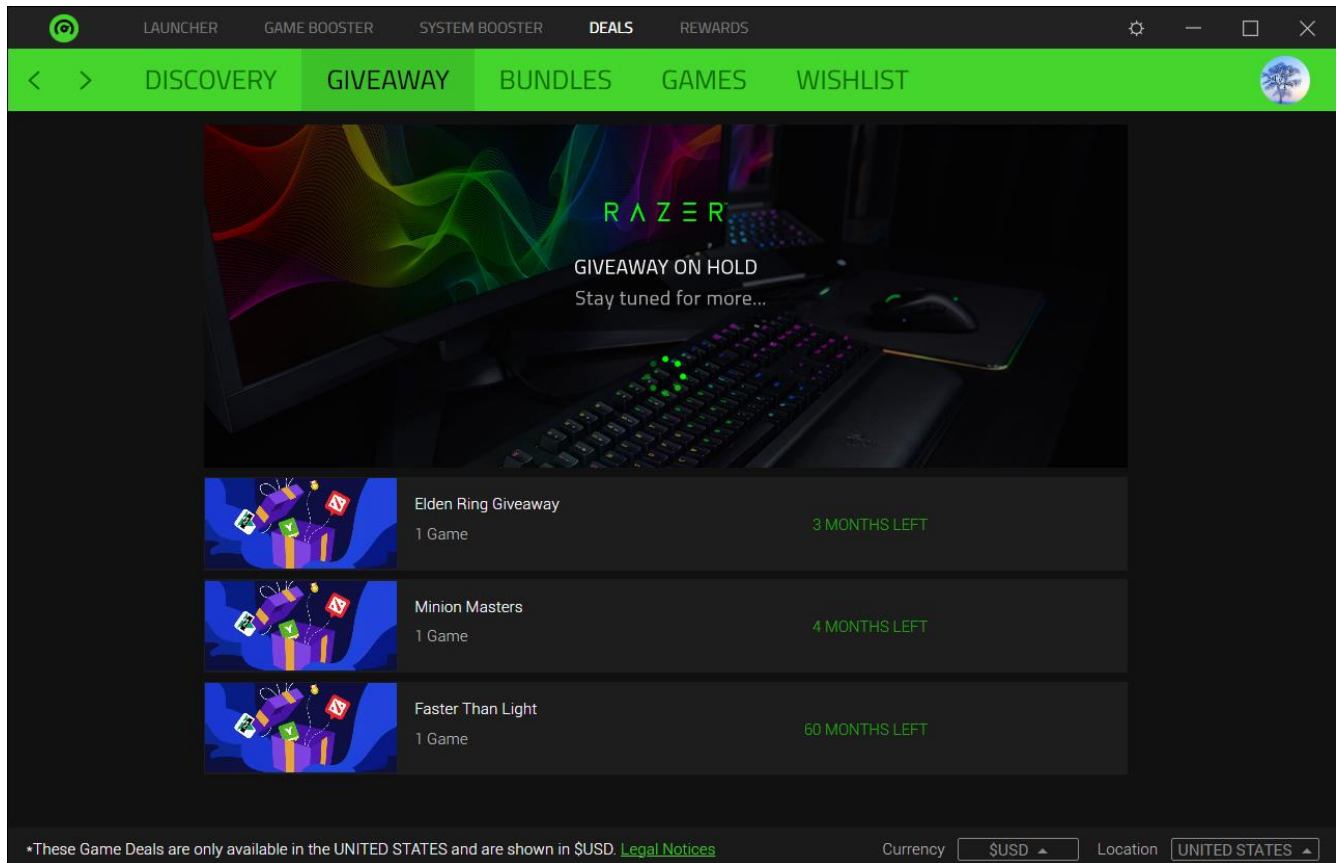 LAUNCHER GAME BOOSTER SYSTEM BOOSTER DEALS REWARDS
DISCOVERY GIVEAWAY BUNDLES GAMES WISHLIST
RAZER
GIVEAWAY ON HOLD
Stay tuned for more...
Elden Ring Giveaway
1 Game
3 MONTHS LEFT
Minion Masters
1 Game
4 MONTHS LEFT
Faster Than Light
1 Game
60 MONTHS LEFT
*These Game Deals are only available in the UNITED STATES and are shown in $USD. Legal Notices Currency $USD Location UNITED STATES